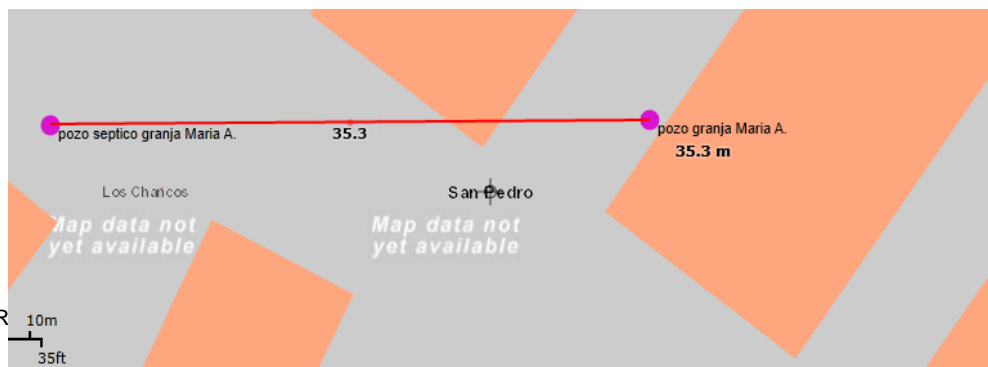 pozo septico granja Maria A.
35.3
pozo granja Maria A.
35.3 m
Los Charcos
San Pedro
Map data not
yet available
Map data not
yet available
R
10m
35ft